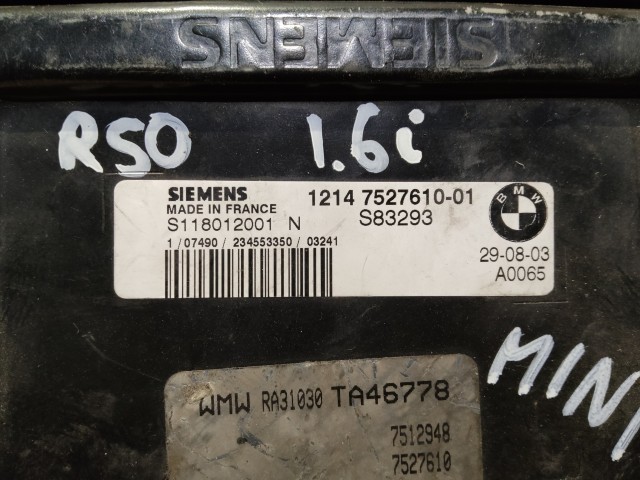 SIEMENS
R50 1.6i
SIEMENS
MADE IN FRANCE
S118012001 N
1214 7527610-01
S83293
BMW
1/07490/234553350/03241
29-08-03
A0065
MINI
WMW RA31030 TA46778
7512948
7527610